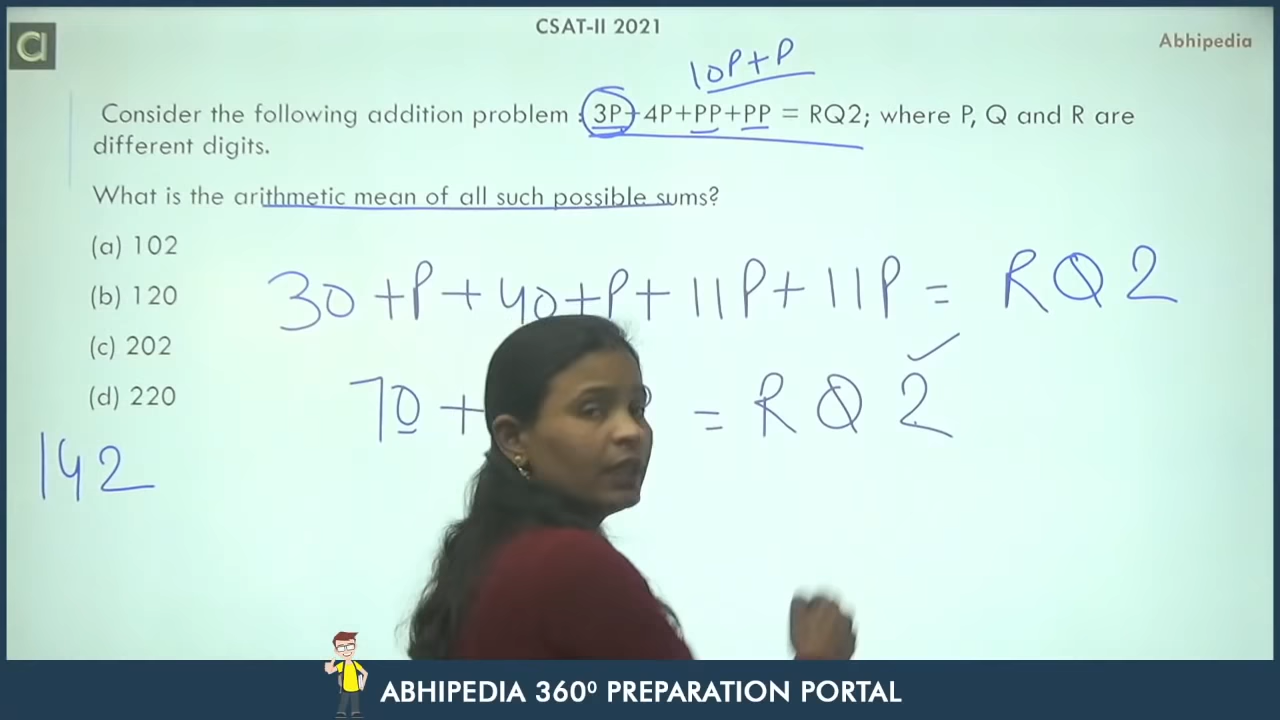 CSAT-II 2021
Abhipedia
10P+P
Consider the following addition problem : 3P+4P+PP+PP = RQ2; where P, Q and R are
different digits.
What is the arithmetic mean of all such possible sums?
(a) 102
(b) 120
(c) 202
(d) 220
30+P+40+P+11P+11P = RQ2
70+ = RQ2
142
ABHIPEDIA 360⁰ PREPARATION PORTAL